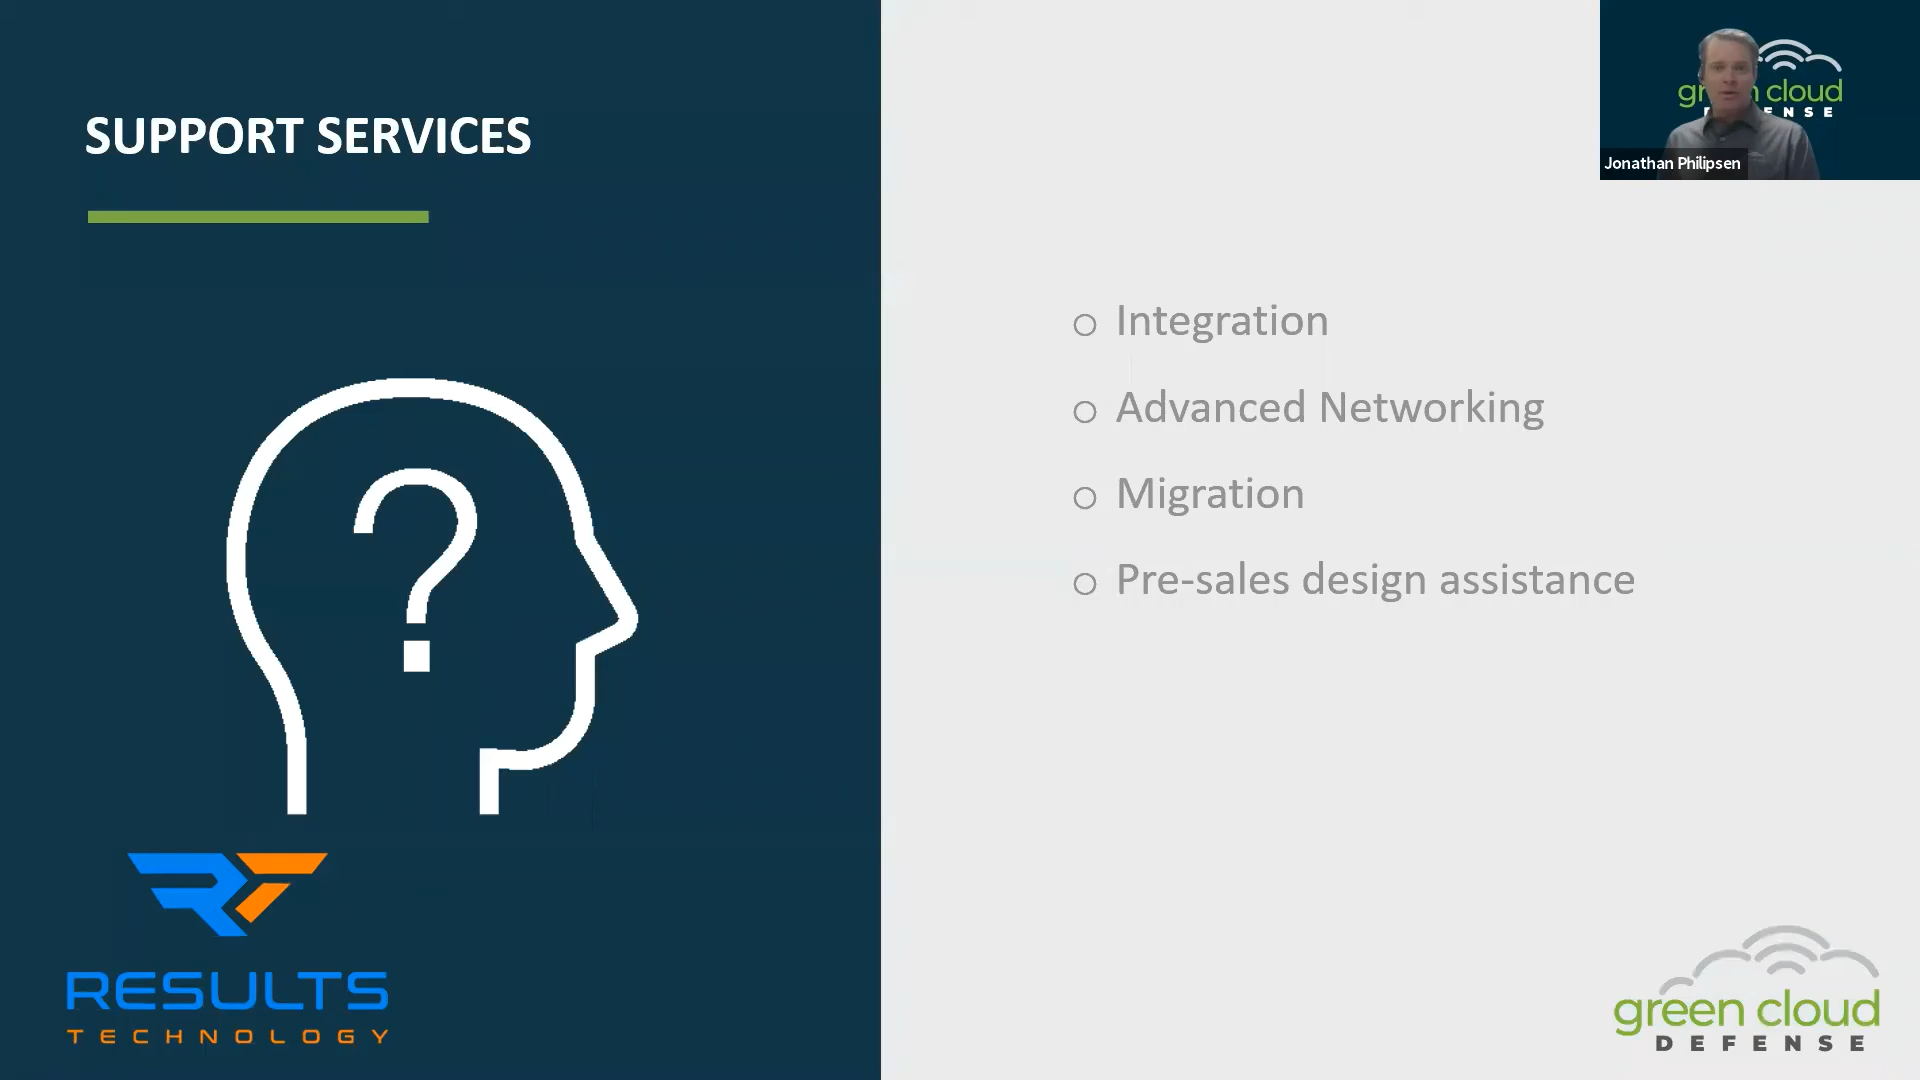 SUPPORT SERVICES
Integration
Advanced Networking
Migration
Pre-sales design assistance
green cloud
DEFENSE
Jonathan Philipsen
RESULTS
TECHNOLOGY
green cloud
DEFENSE